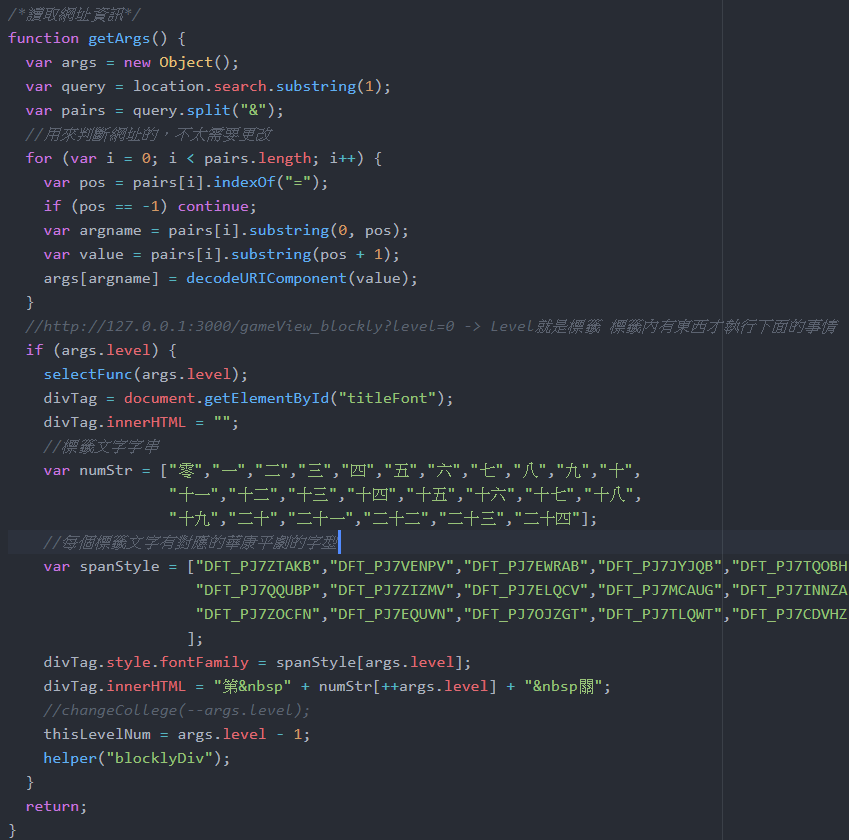 /*讀取網址資訊*/
function getArgs() {
  var args = new Object();
  var query = location.search.substring(1);
  var pairs = query.split("&");
  //用來判斷網址的，不太需要更改
  for (var i = 0; i < pairs.length; i++) {
    var pos = pairs[i].indexOf("=");
    if (pos == -1) continue;
    var argname = pairs[i].substring(0, pos);
    var value = pairs[i].substring(pos + 1);
    args[argname] = decodeURIComponent(value);
  }
  //http://127.0.0.1:3000/gameView_blockly?level=0 -> Level就是標籤 標籤內有東西才執行下面的事情
  if (args.level) {
    selectFunc(args.level);
    divTag = document.getElementById("titleFont");
    divTag.innerHTML = "";
    //標籤文字字串
    var numStr = ["零","一","二","三","四","五","六","七","八","九","十",
                  "十一","十二","十三","十四","十五","十六","十七","十八",
                  "十九","二十","二十一","二十二","二十三","二十四"];
    //每個標籤文字有對應的華康平劇的字型
    var spanStyle = ["DFT_PJ7ZTAKB","DFT_PJ7VENPV","DFT_PJ7EWRAB","DFT_PJ7JYJQB","DFT_PJ7TQOBH
                     "DFT_PJ7QQUBP","DFT_PJ7ZIZMV","DFT_PJ7ELQCV","DFT_PJ7MCAUG","DFT_PJ7INNZA
                     "DFT_PJ7ZOCFN","DFT_PJ7EQUVN","DFT_PJ7OJZGT","DFT_PJ7TLQWT","DFT_PJ7CDVHZ
                    ];
    divTag.style.fontFamily = spanStyle[args.level];
    divTag.innerHTML = "第&nbsp" + numStr[++args.level] + "&nbsp關";
    //changeCollege(--args.level);
    thisLevelNum = args.level - 1;
    helper("blocklyDiv");
  }
  return;
}